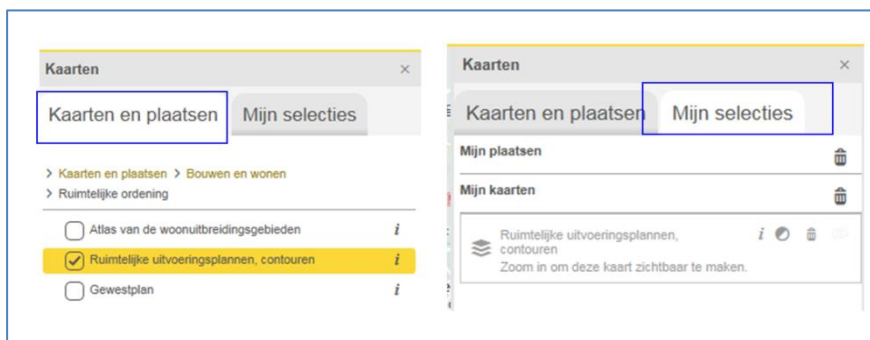 Kaarten
Kaarten en plaatsen Mijn selecties
> Kaarten en plaatsen > Bouwen en wonen
> Ruimtelijke ordening
Atlas van de woonuitbreidingsgebieden i
Ruimtelijke uitvoeringsplannen, contouren i
Gewestplan i
Kaarten
Kaarten en plaatsen Mijn selecties
Mijn plaatsen
Mijn kaarten
Ruimtelijke uitvoeringsplannen, i
contouren
Zoom in om deze kaart zichtbaar te maken.